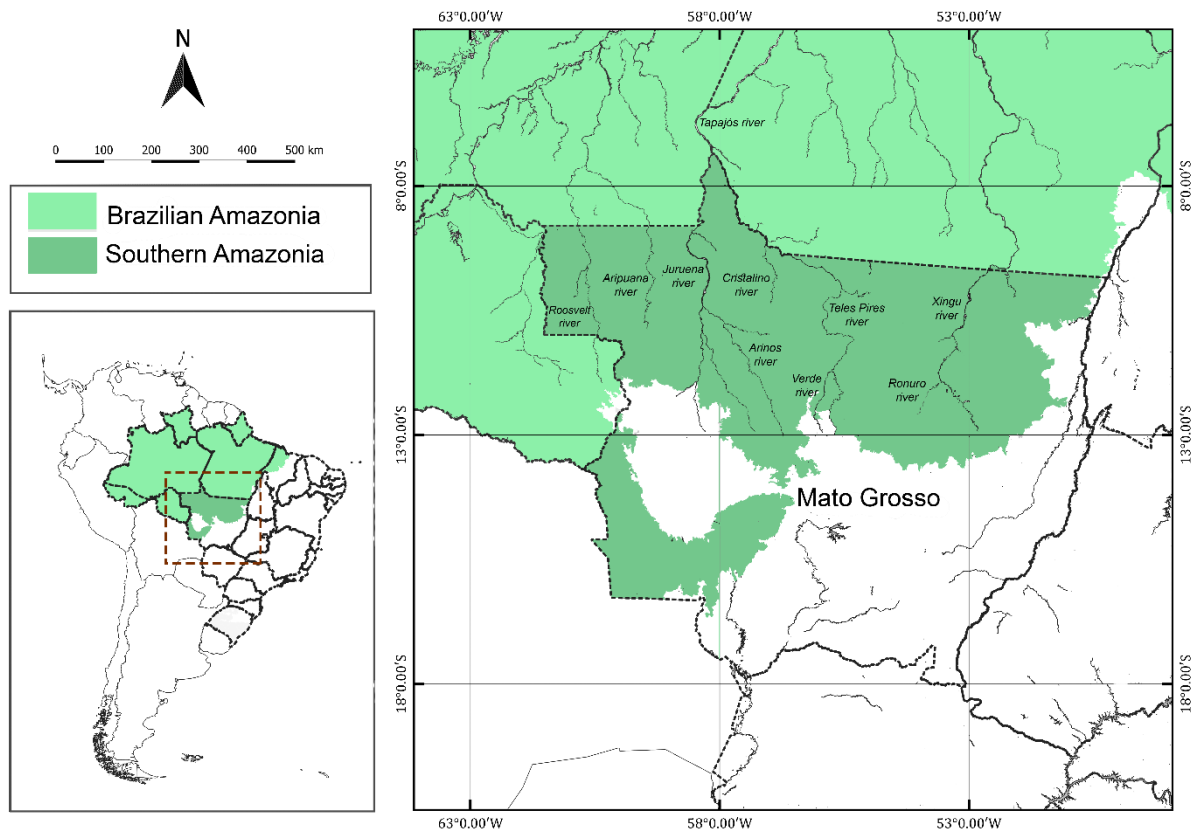 N
0 100 200 300 400 500 km
Brazilian Amazonia
Southern Amazonia
63°0.00'W 58°0.00'W 53°0.00'W
8°0.00'S 8°0.00'S
13°0.00'S 13°0.00'S
18°0.00'S 18°0.00'S
Tapajós river
Juruena
river
Aripuana
river
Cristalino
river
Roosvelt
river
Teles Pires
river
Xingu
river
Arinos
river
Verde
river
Ronuro
river
Mato Grosso
63°0.00'W 58°0.00'W 53°0.00'W